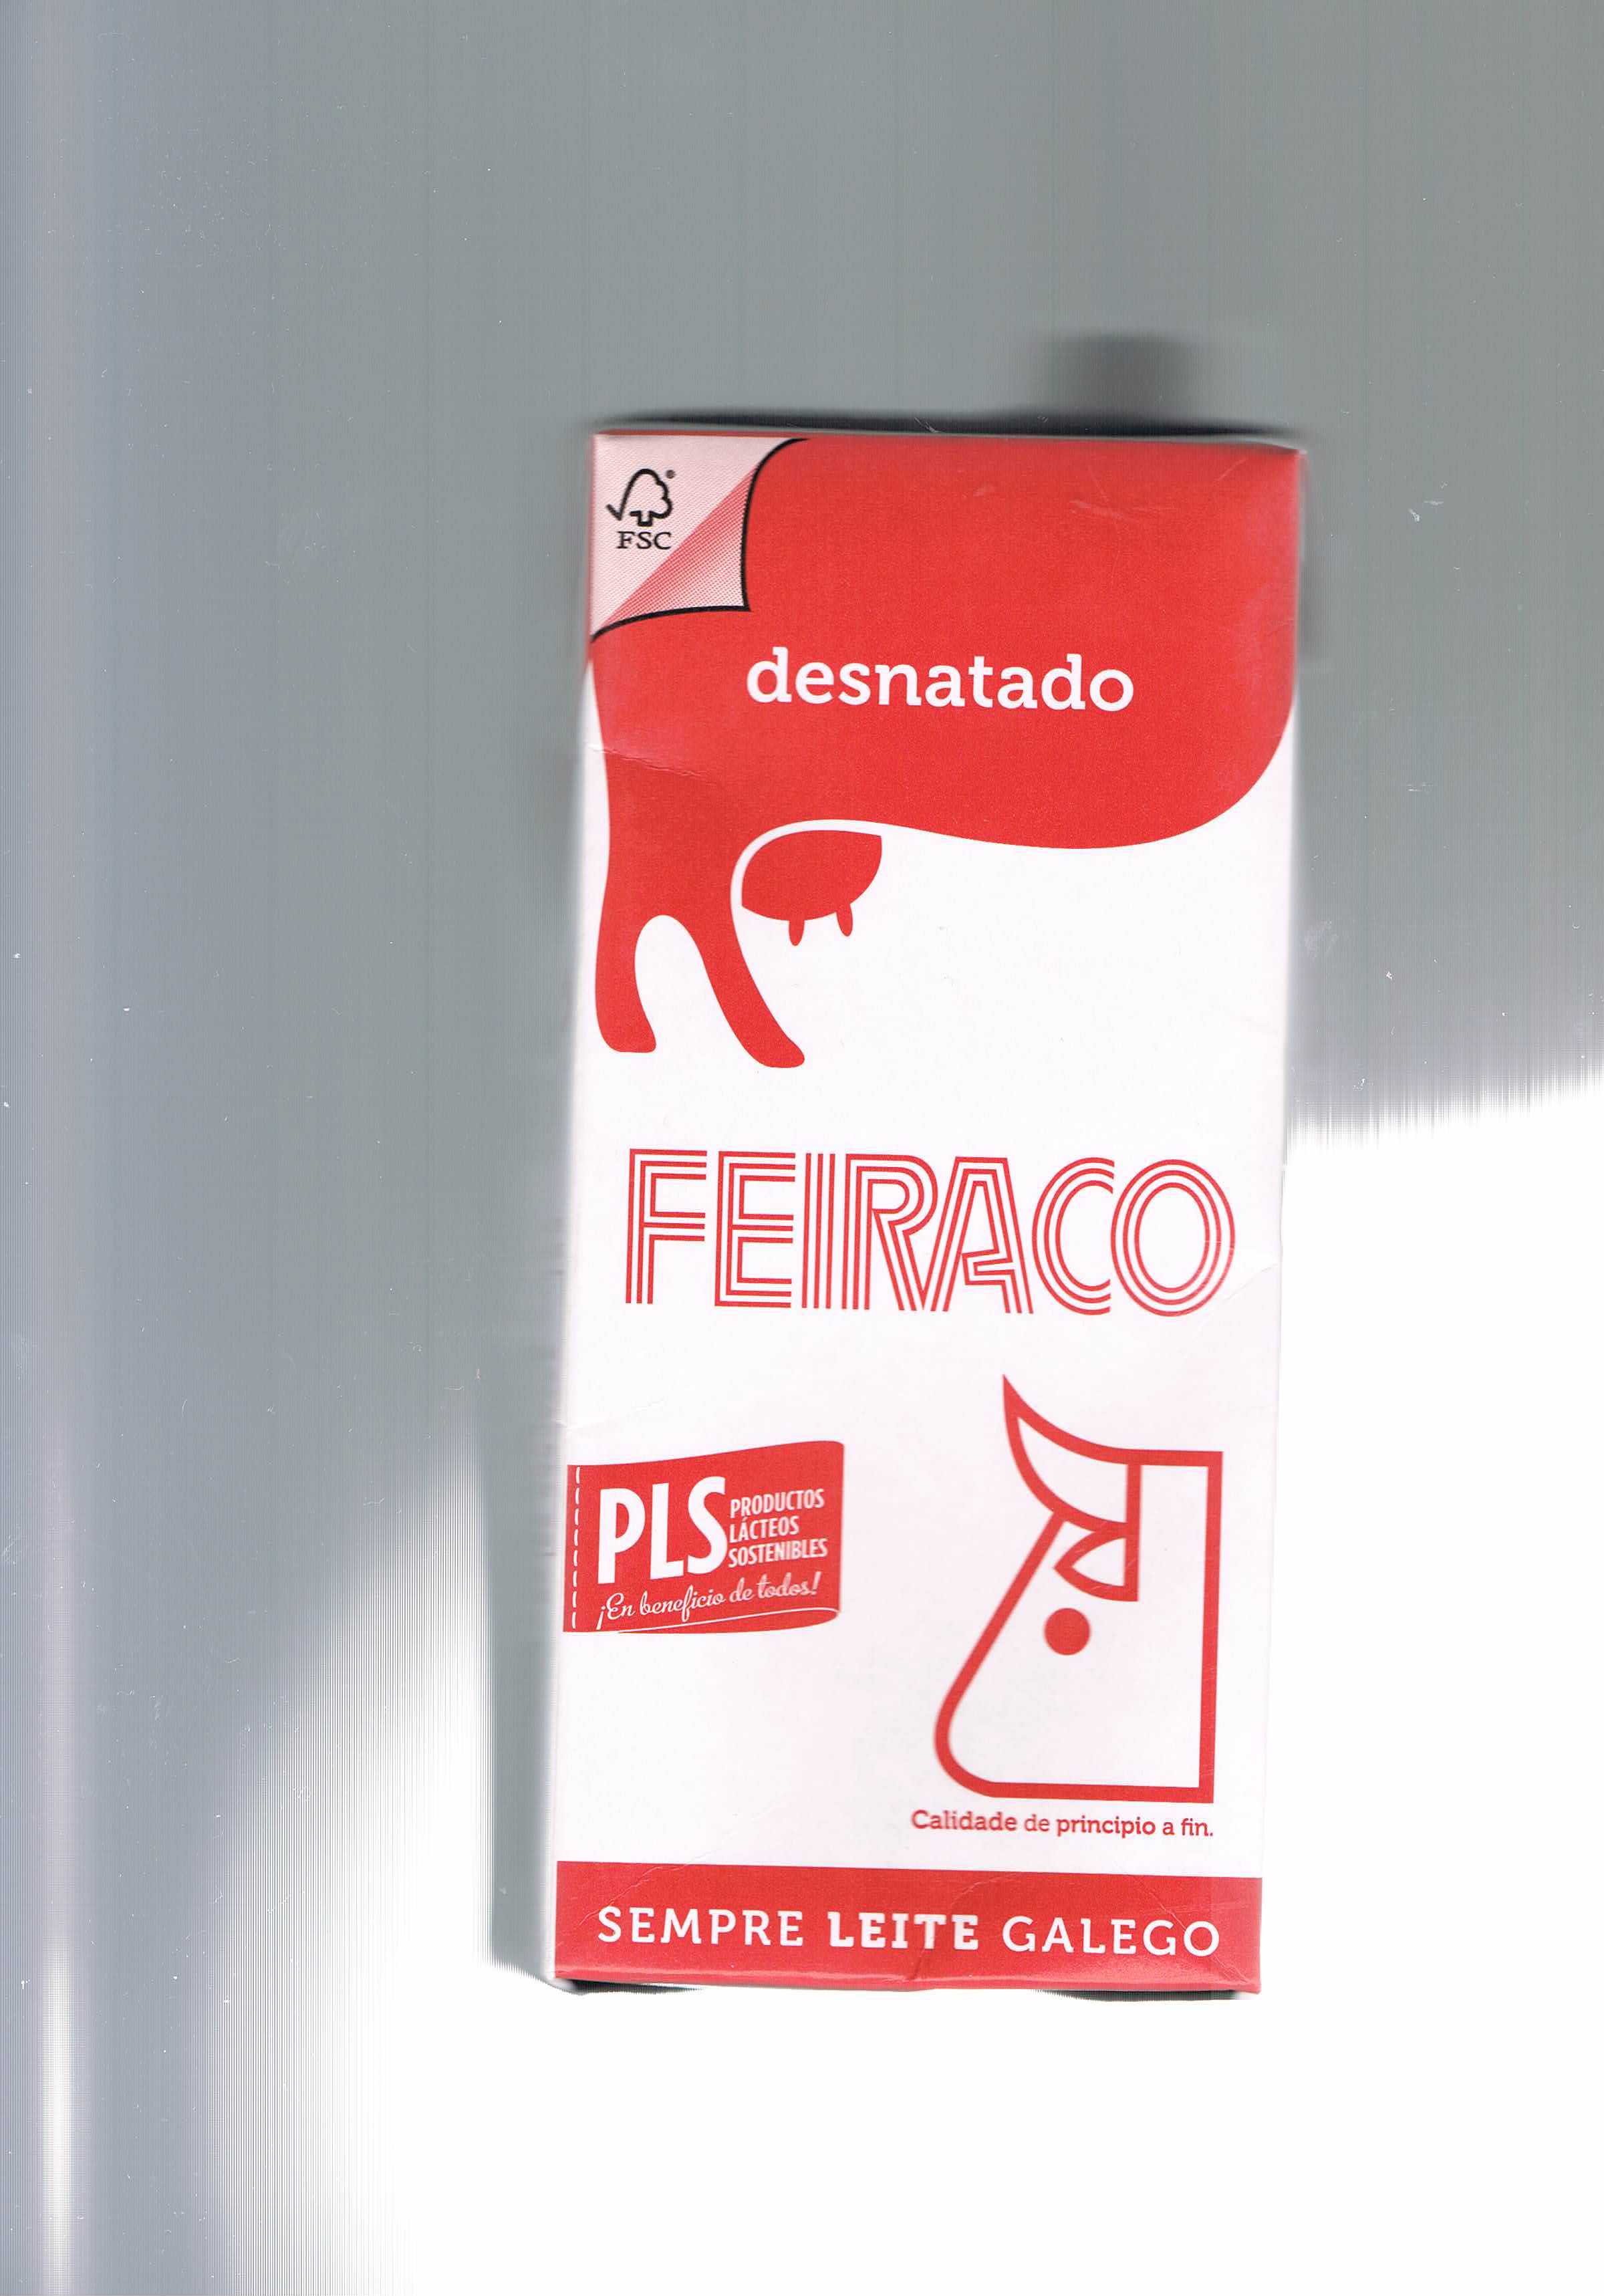 FSC®
desnatado
FEIRACO
PLS
PRODUCTOS
LÁCTEOS
SOSTENIBLES
¡En beneficio de todos!
Calidade de principio a fin.
SEMPRE LEITE GALEGO